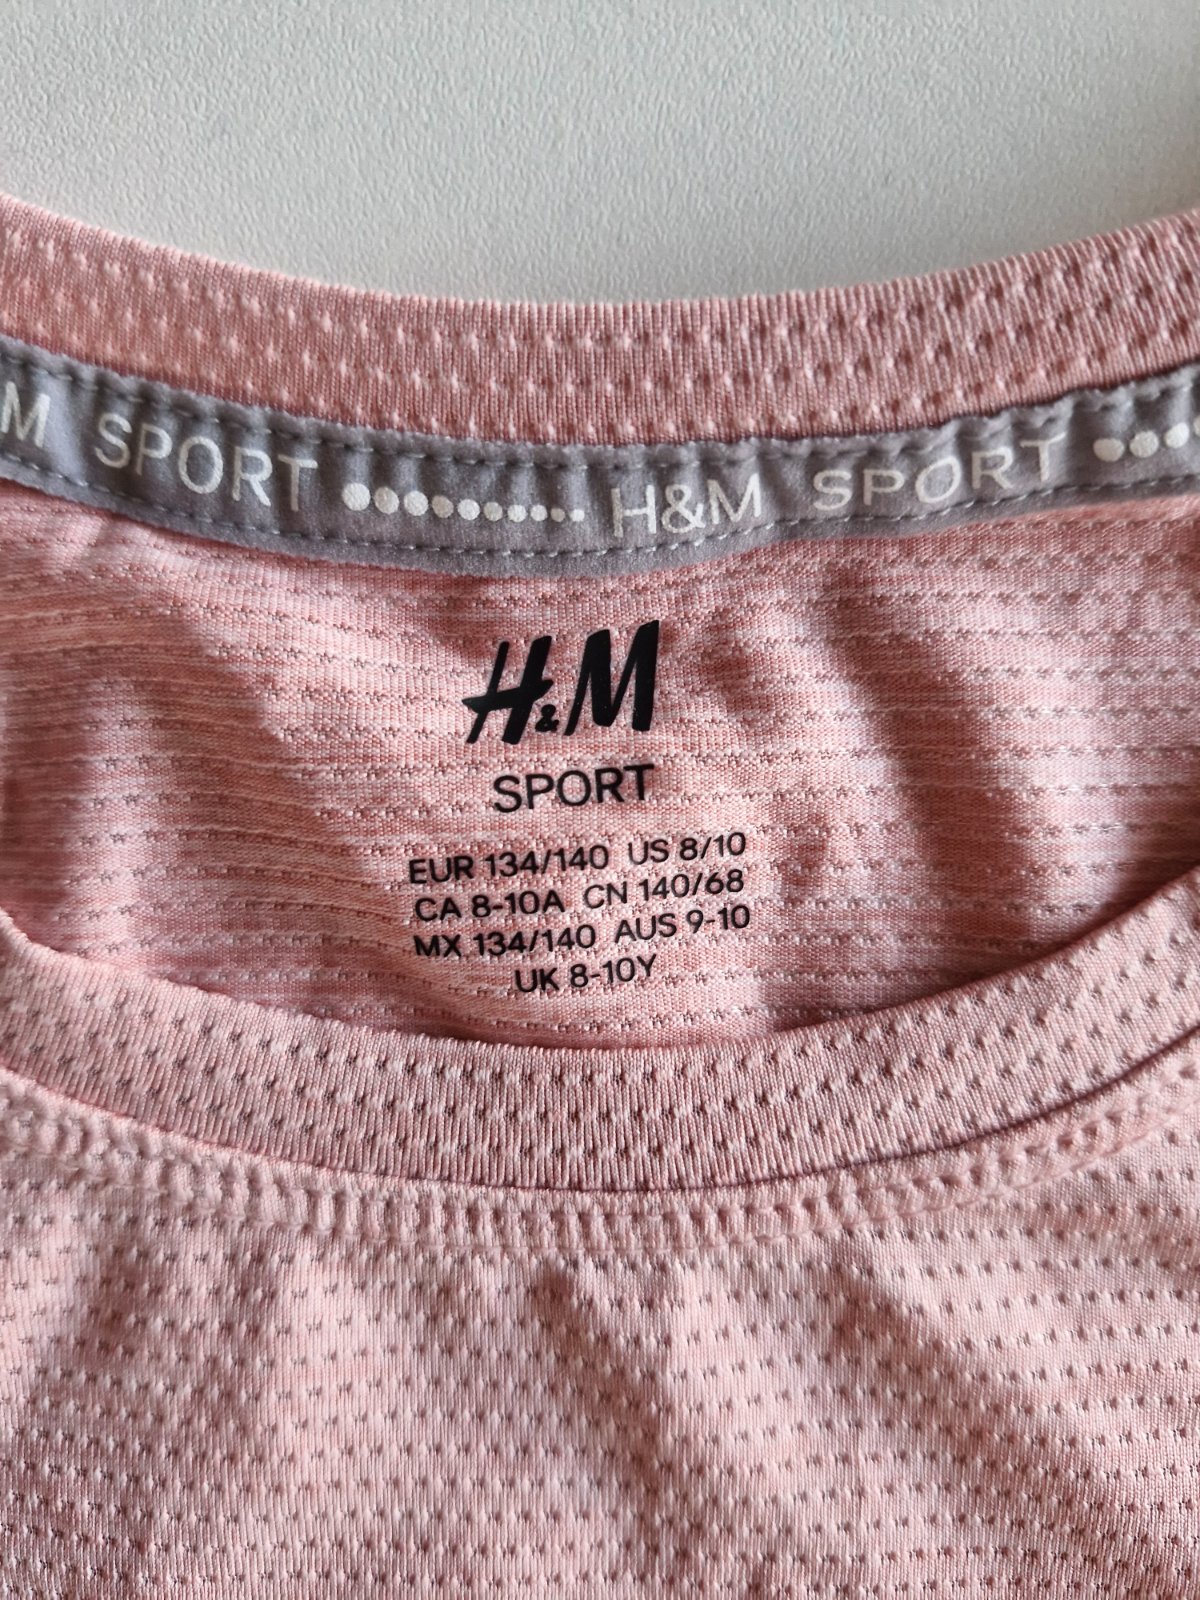 M SPORT H&M SPORT
H&M
SPORT
EUR 134/140 US 8/10
CA 8-10A CN 140/68
MX 134/140 AUS 9-10
UK 8-10Y